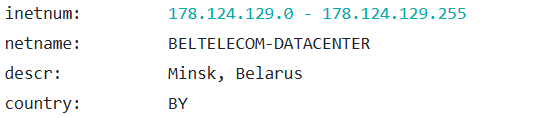 inetnum: 178.124.129.0 - 178.124.129.255
netname: BELTELECOM-DATACENTER
descr: Minsk, Belarus
country: BY